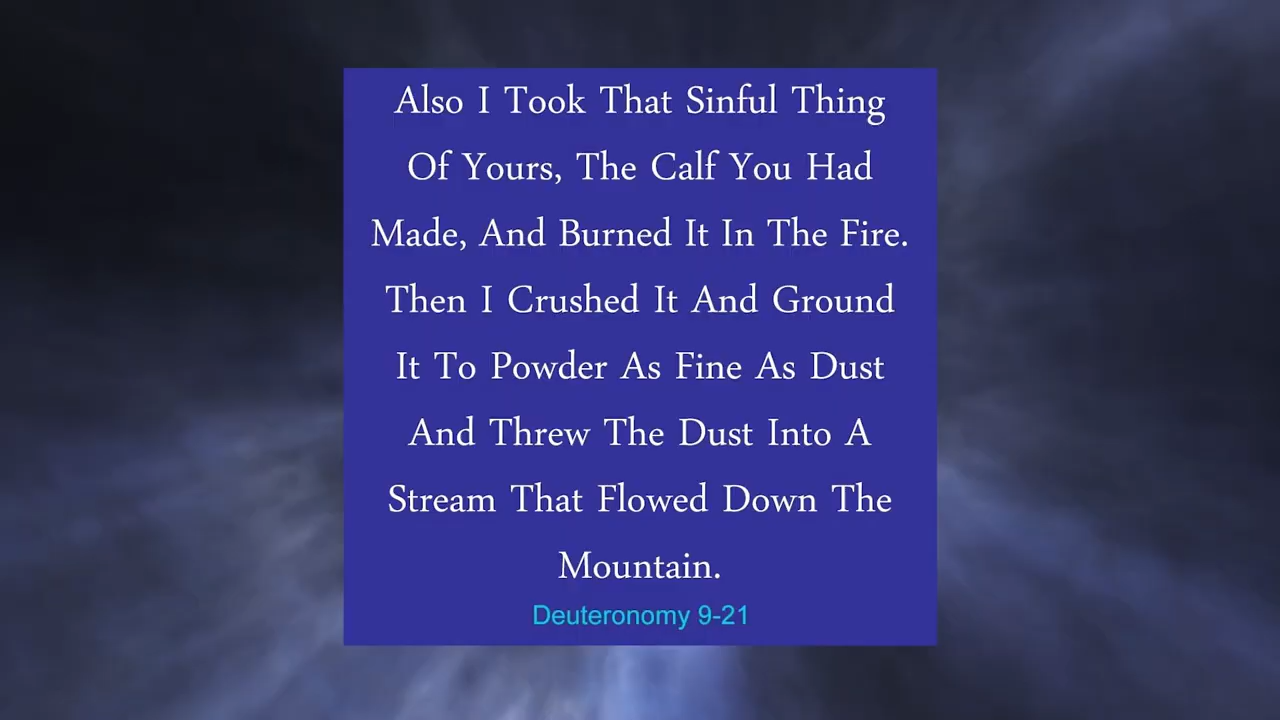 Also I Took That Sinful Thing
Of Yours, The Calf You Had
Made, And Burned It In The Fire.
Then I Crushed It And Ground
It To Powder As Fine As Dust
And Threw The Dust Into A
Stream That Flowed Down The
Mountain.
Deuteronomy 9-21